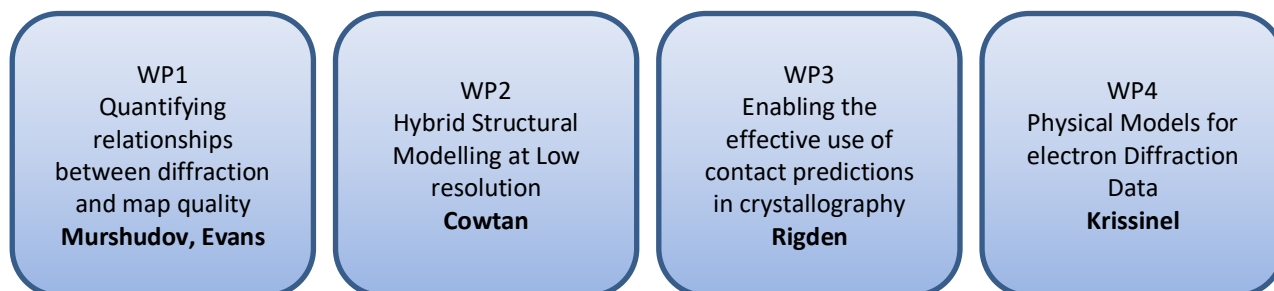 WP1
Quantifying
relationships
between diffraction
and map quality
Murshudov, Evans
WP2
Hybrid Structural
Modelling at Low
resolution
Cowtan
WP3
Enabling the
effective use of
contact predictions
in crystallography
Rigden
WP4
Physical Models for
electron Diffraction
Data
Krissinel